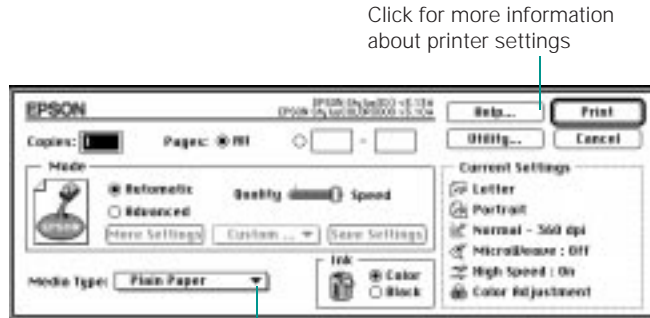 Click for more information
about printer settings
EPSON
Help...
Print
Copies:
Pages:
All
-
Utility...
Cancel
Mode
Automatic
Advanced
Quality
Speed
More Settings
Custom ...
Save Settings
Media Type:
Plain Paper
Ink
Color
Black
Current Settings
Letter
Portrait
Normal - 360 dpi
MicroWeave : Off
High Speed : On
Color Adjustment